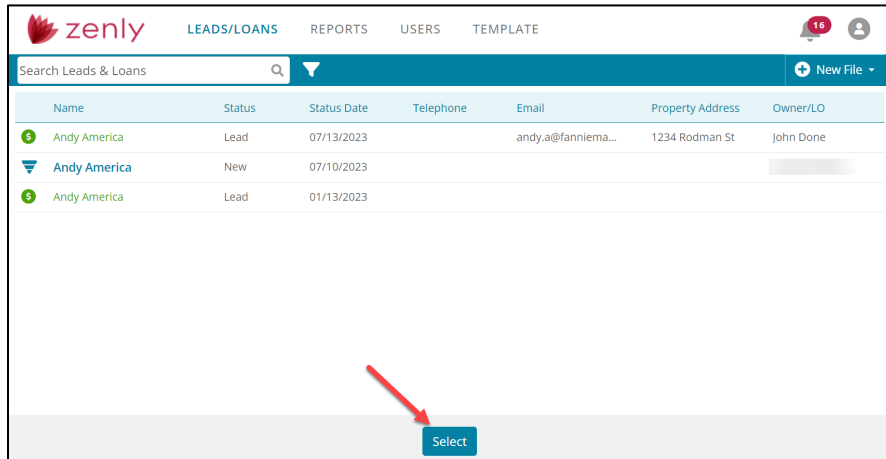 zenly LEADS/LOANS REPORTS USERS TEMPLATE 16
Search Leads & Loans New File
Name Status Status Date Telephone Email Property Address Owner/LO
$ Andy America Lead 07/13/2023 andy.a@fanniema... 1234 Rodman St John Done
Andy America New 07/10/2023
$ Andy America Lead 01/13/2023
Select